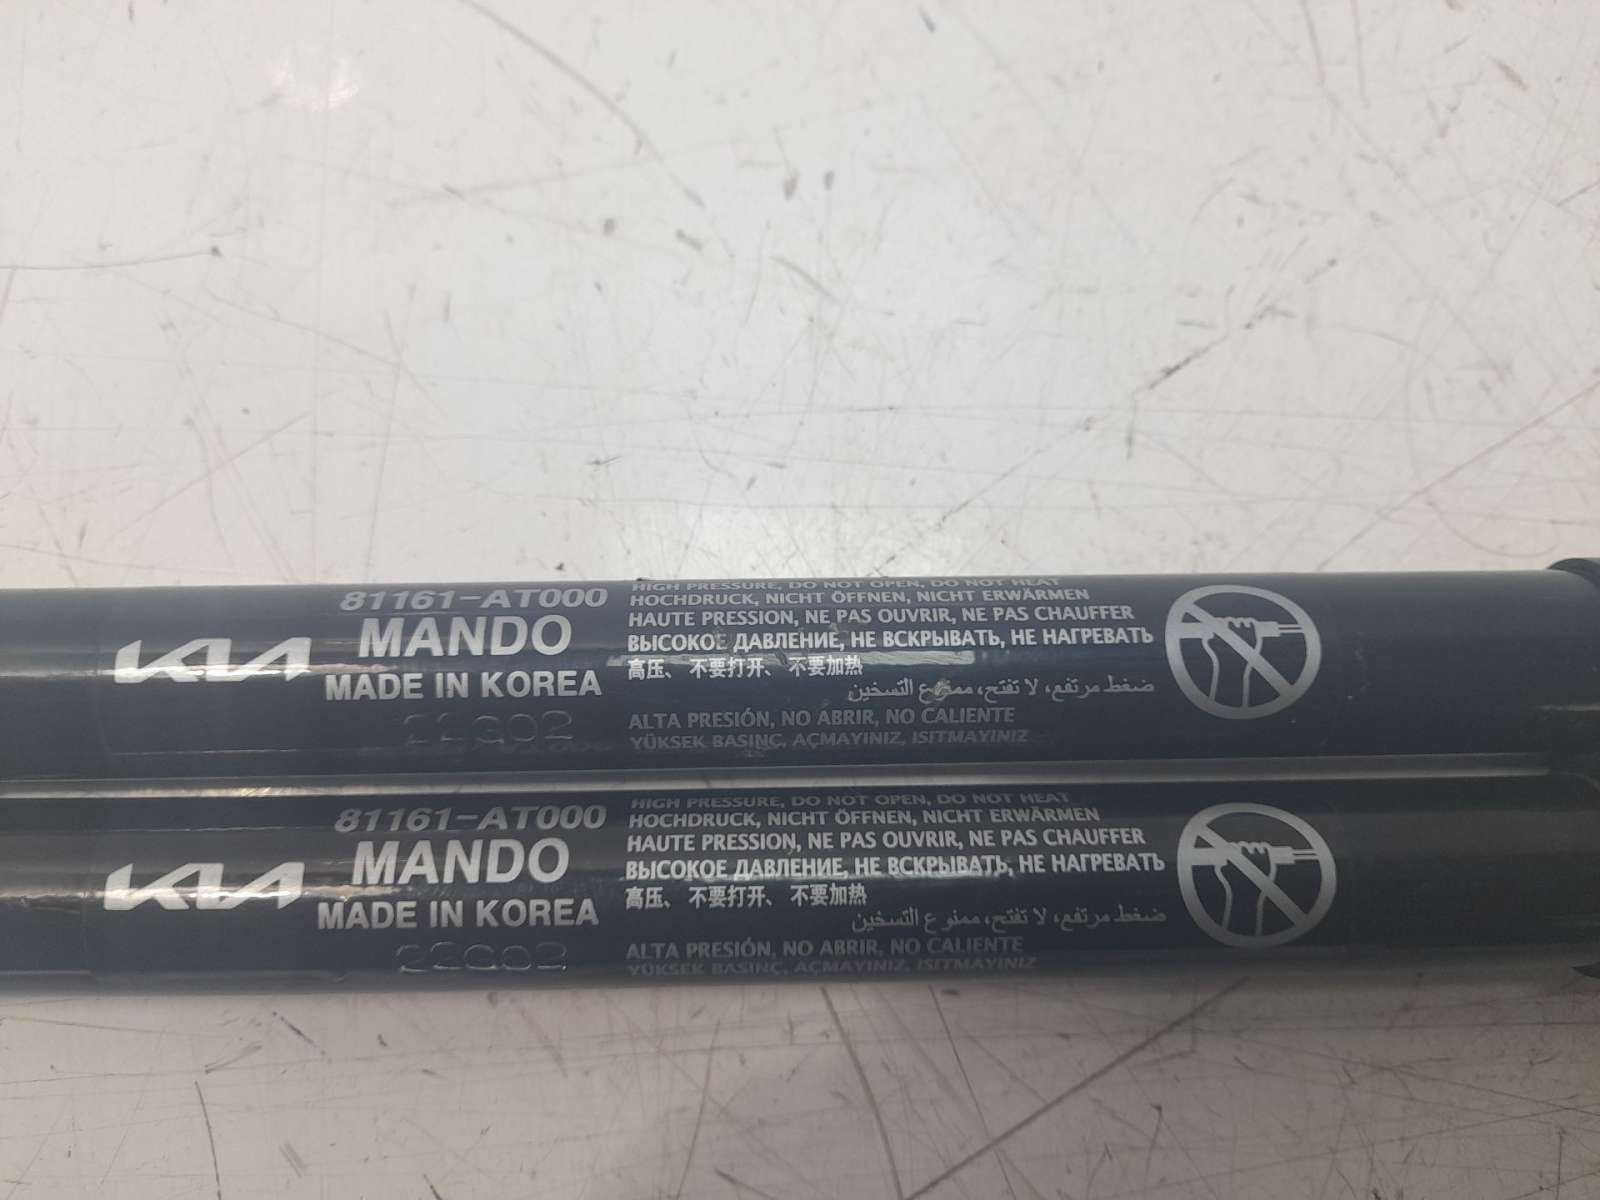 81161-AT000
KIA
MANDO
MADE IN KOREA
22G02
HIGH PRESSURE, DO NOT OPEN, DO NOT HEAT
HOCHDRUCK, NICHT ÖFFNEN, NICHT ERWÄRMEN
HAUTE PRESSION, NE PAS OUVRIR, NE PAS CHAUFFER
ВЫСОКОЕ ДАВЛЕНИЕ, НЕ ВСКРЫВАТЬ, НЕ НАГРЕВАТЬ
高压、不要打开、不要加热
ضغط مرتفع، لا تفتح، ممنوع التسخين
ALTA PRESIÓN, NO ABRIR, NO CALIENTE
YÜKSEK BASINÇ, AÇMAYINIZ, ISITMAYINIZ
81161-AT000
KIA
MANDO
MADE IN KOREA
22G02
HIGH PRESSURE, DO NOT OPEN, DO NOT HEAT
HOCHDRUCK, NICHT ÖFFNEN, NICHT ERWÄRMEN
HAUTE PRESSION, NE PAS OUVRIR, NE PAS CHAUFFER
ВЫСОКОЕ ДАВЛЕНИЕ, НЕ ВСКРЫВАТЬ, НЕ НАГРЕВАТЬ
高压、不要打开、不要加热
ضغط مرتفع، لا تفتح، ممنوع التسخين
ALTA PRESIÓN, NO ABRIR, NO CALIENTE
YÜKSEK BASINÇ, AÇMAYINIZ, ISITMAYINIZ